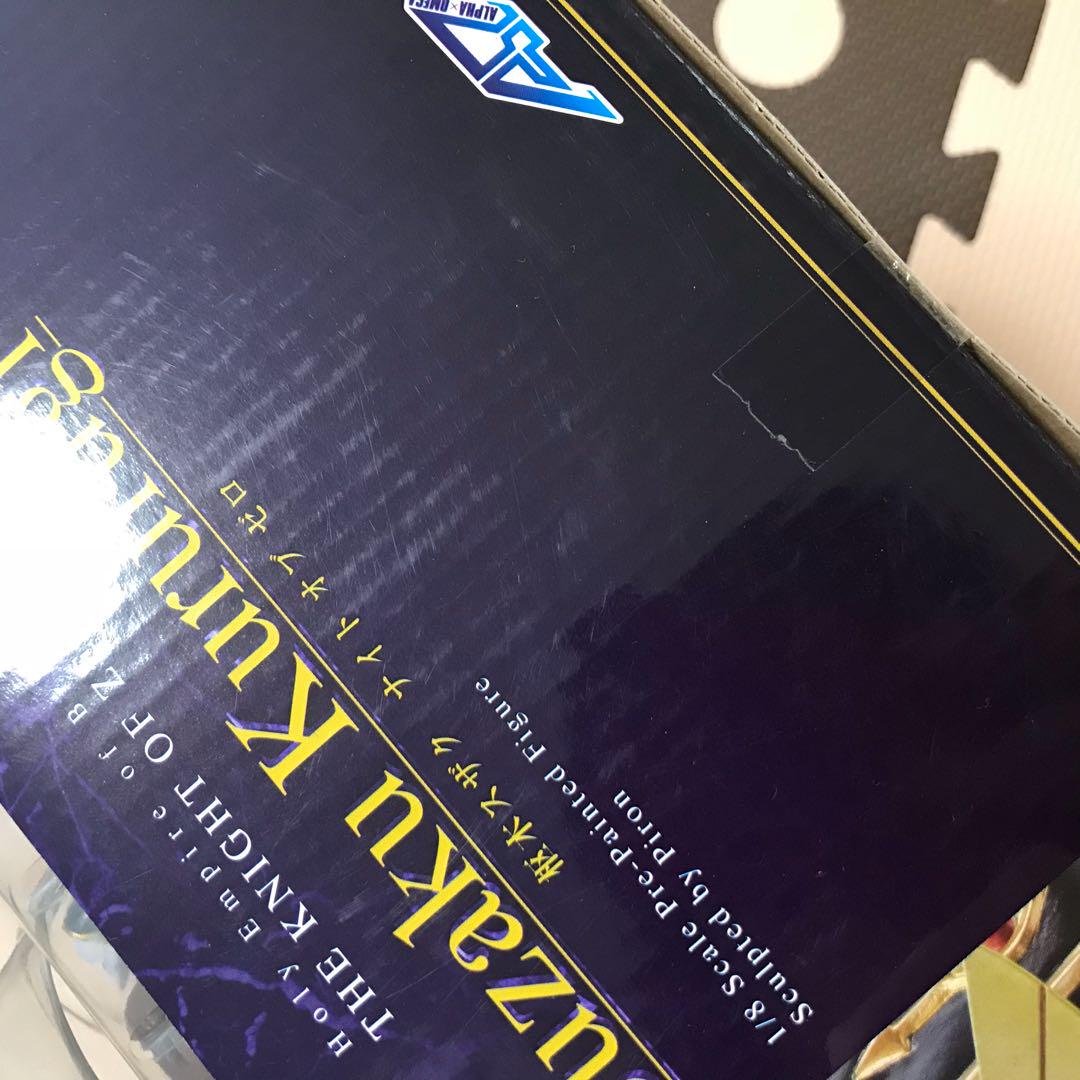 ALPHA×OMEGA
Holy Empire of B
THE KNIGHT OF Z
uzaku Kururugi
枢木スザク ナイト オブ ゼロ
1/8 Scale Pre-Painted Figure
Sculpted by Piron